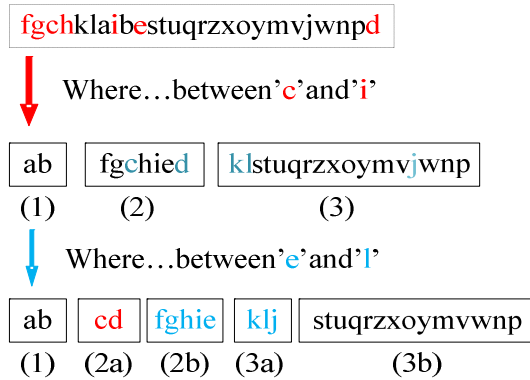 fgchklaibestuqrzxoymvjwnpd
Where…between'c'and'i'
ab fgchied klstuqrzxoymvjwnp
(1) (2) (3)
Where…between'e'and'l'
ab cd fghie klj stuqrzxoymvwnp
(1) (2a) (2b) (3a) (3b)